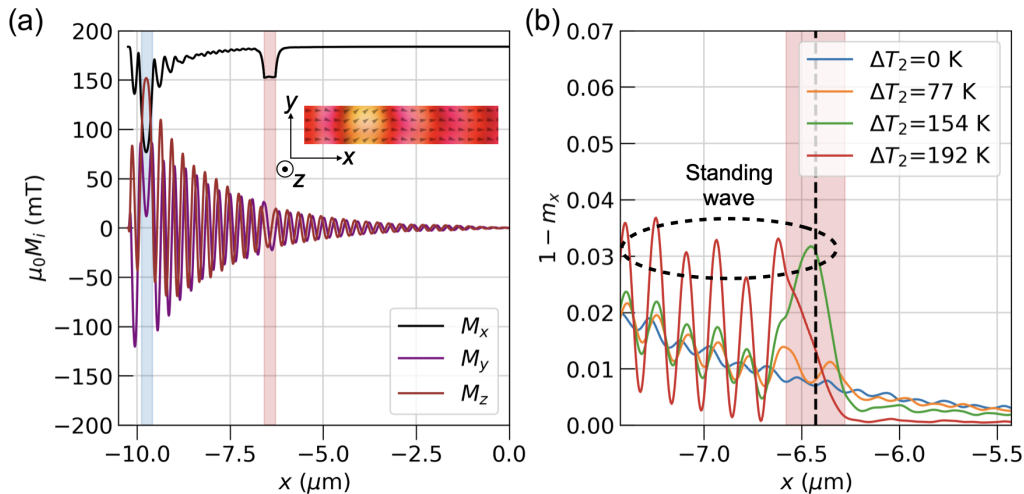 (a)
200
150
100
50
0
−50
−100
−150
−200
μ₀Mᵢ (mT)
y
x
z
Mₓ
Mᵧ
M_z
−10.0
−7.5
−5.0
−2.5
0.0
x (μm)
(b)
0.07
0.06
0.05
0.04
0.03
0.02
0.01
0.00
1 − mₓ
ΔT₂=0 K
ΔT₂=77 K
ΔT₂=154 K
ΔT₂=192 K
Standing
wave
−7.0
−6.5
−6.0
−5.5
x (μm)